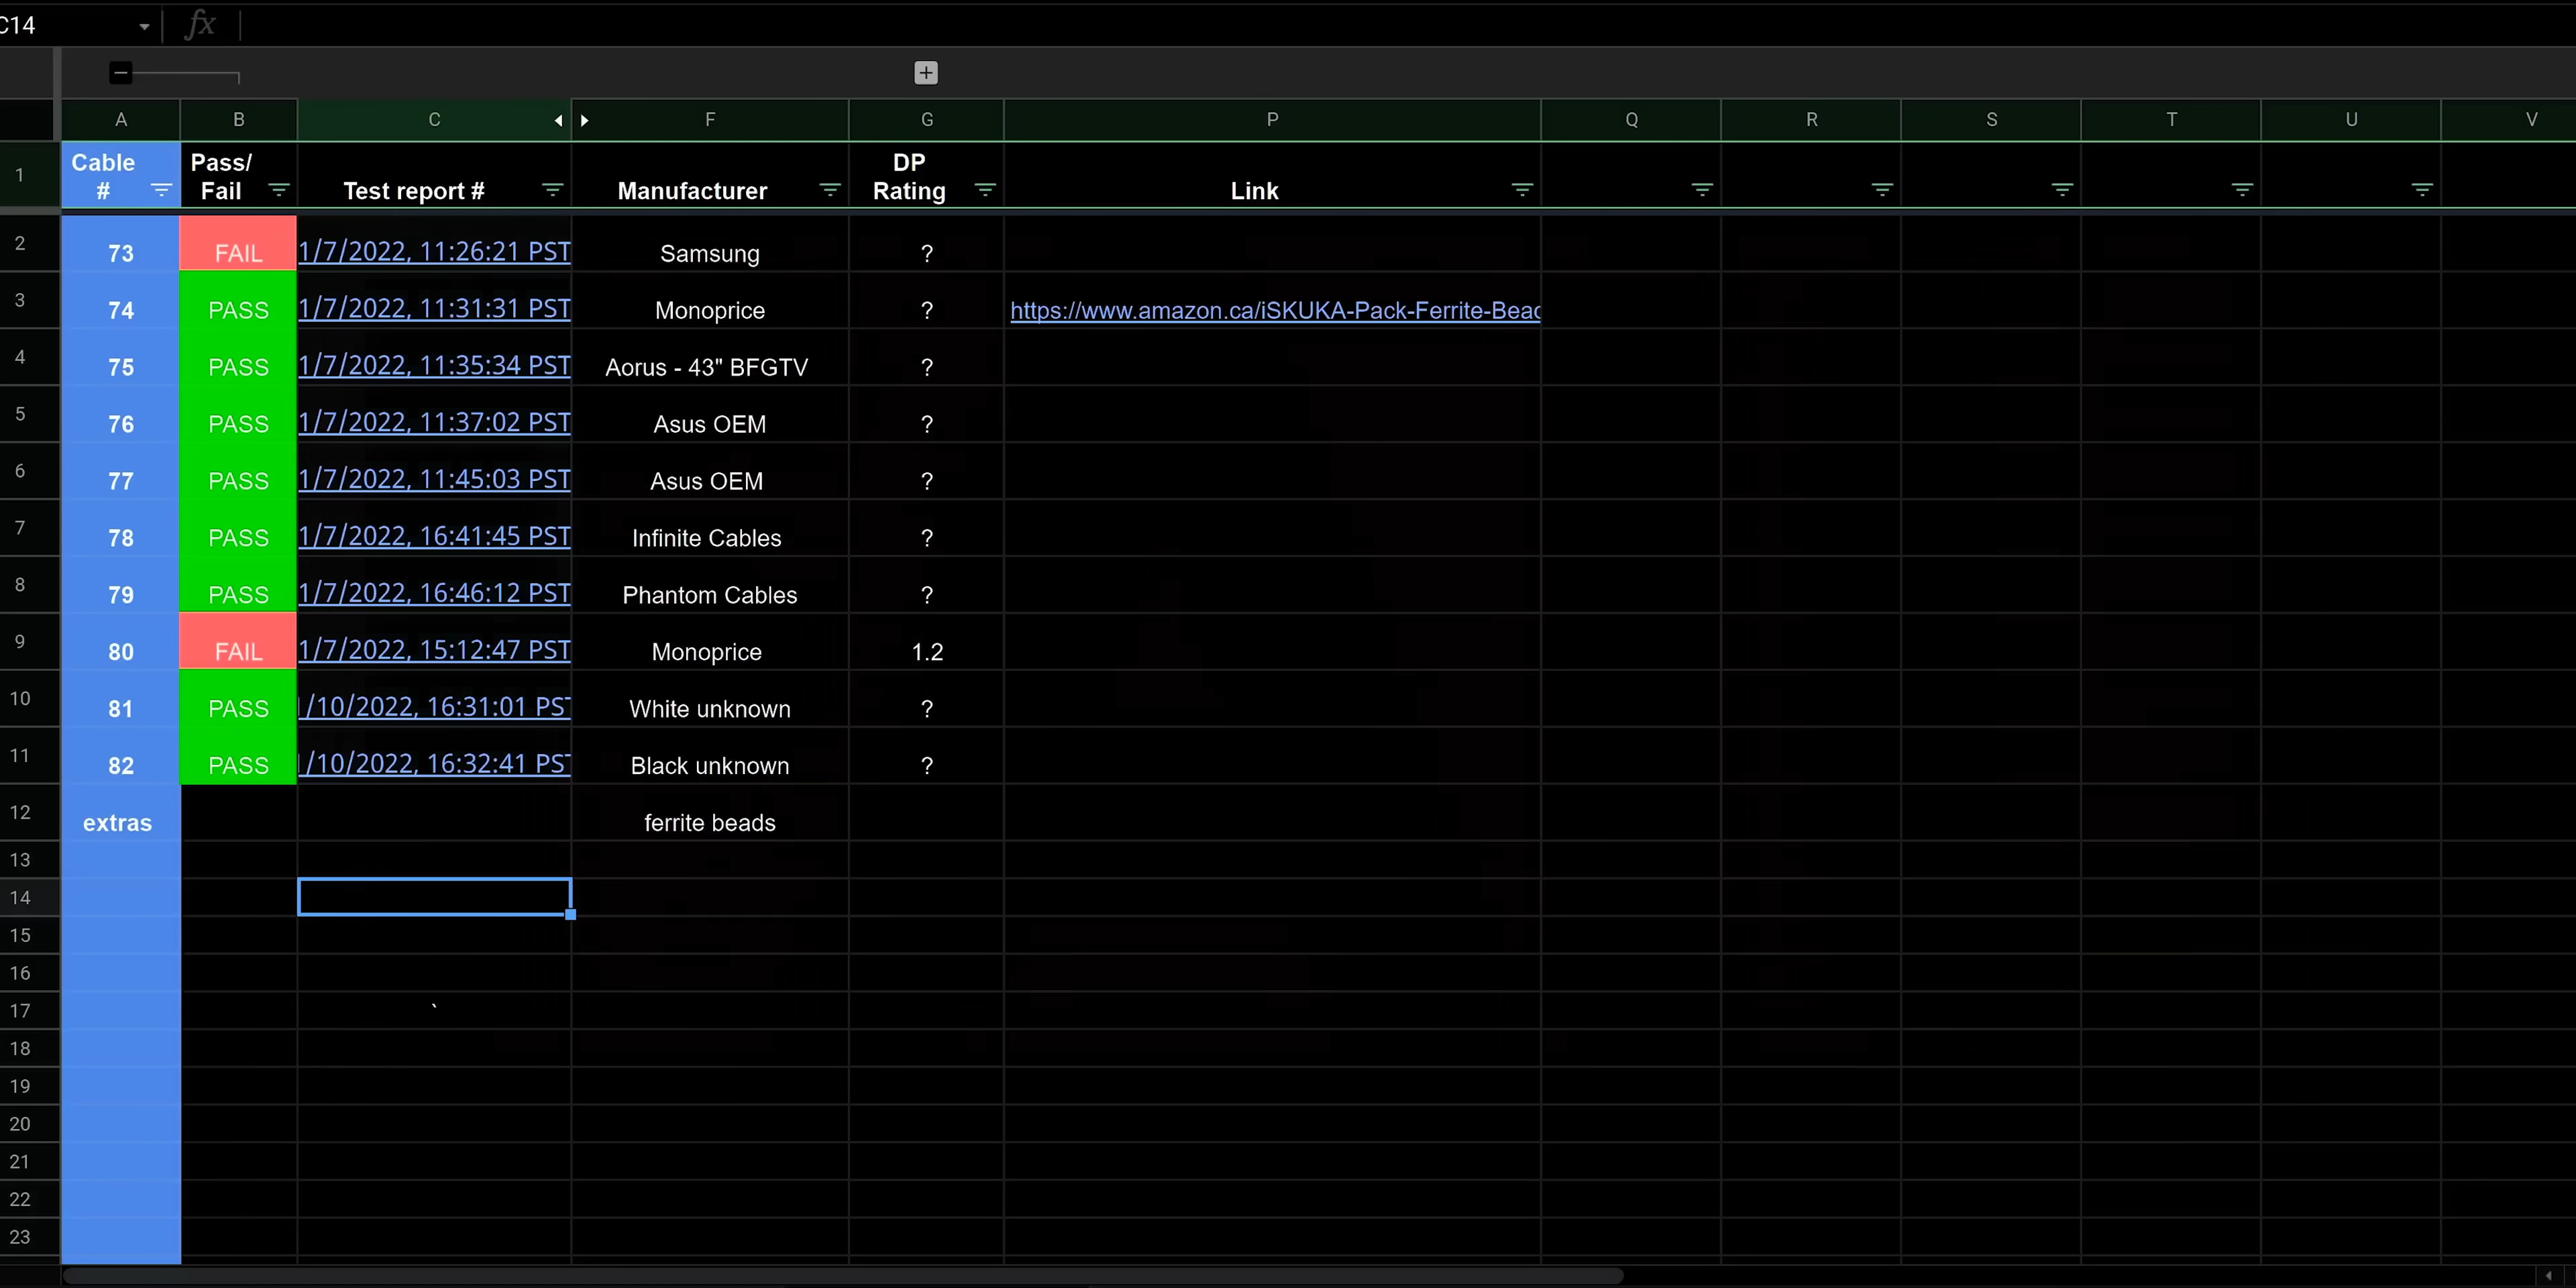 C14 fx
A B C F G P Q R S T U V
1 Cable # Pass/ Fail Test report # Manufacturer DP Rating Link
2 73 FAIL 1/7/2022, 11:26:21 PST Samsung ?
3 74 PASS 1/7/2022, 11:31:31 PST Monoprice ? https://www.amazon.ca/iSKUKA-Pack-Ferrite-Beac
4 75 PASS 1/7/2022, 11:35:34 PST Aorus - 43" BFGTV ?
5 76 PASS 1/7/2022, 11:37:02 PST Asus OEM ?
6 77 PASS 1/7/2022, 11:45:03 PST Asus OEM ?
7 78 PASS 1/7/2022, 16:41:45 PST Infinite Cables ?
8 79 PASS 1/7/2022, 16:46:12 PST Phantom Cables ?
9 80 FAIL 1/7/2022, 15:12:47 PST Monoprice 1.2
10 81 PASS /10/2022, 16:31:01 PST White unknown ?
11 82 PASS /10/2022, 16:32:41 PST Black unknown ?
12 extras ferrite beads
13
14
15
16
17 `
18
19
20
21
22
23